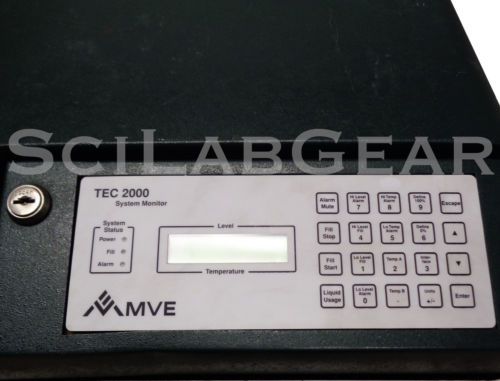 SciLabGear
TEC 2000
System Monitor
System
Status
Power
Fill
Alarm
Level
Temperature
MVE
Alarm Mute
Hi Level Alarm 7
Hi Temp Alarm 8
Define 100% 9
Escape
Fill Stop
Hi Level Fill 4
Lo Temp Alarm 5
Define 0% 6
▲
Fill Start
Lo Level Fill 1
Temp A 2
Inter- face 3
▼
Liquid Usage
Lo Level Alarm 0
Temp B .
Units +/-
Enter